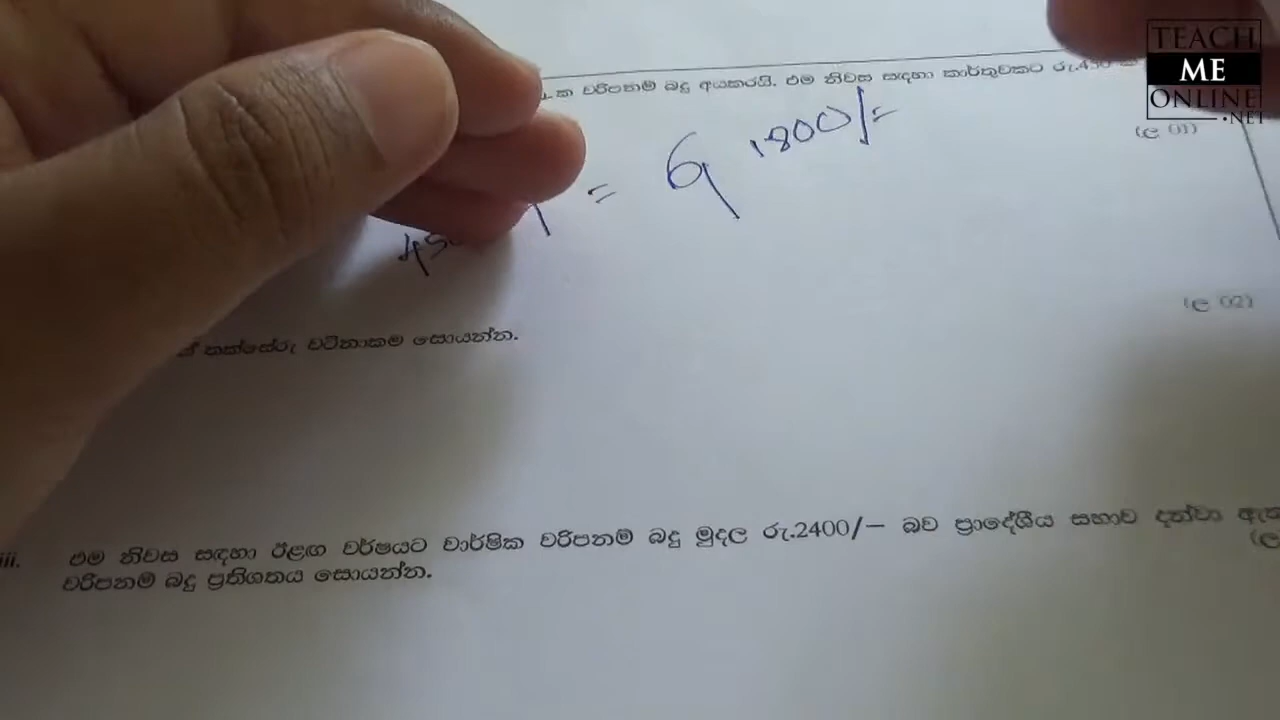 TEACH
ME
ONLINE
.NET
ක වරිපනම් බදු අයකරයි. එම නිවස සඳහා කාර්තුවකට රු.450
(ල 01)
= රු 1800/=
45
(ල 02)
තක්සේරු වටිනාකම සොයන්න.
iii. එම නිවස සඳහා ඊළඟ වර්ෂයට වාර්ෂික වරිපනම් බදු මුදල රු.2400/– බව ප්‍රාදේශීය සභාව දන්වා
(ල
වරිපනම් බදු ප්‍රතිශතය සොයන්න.